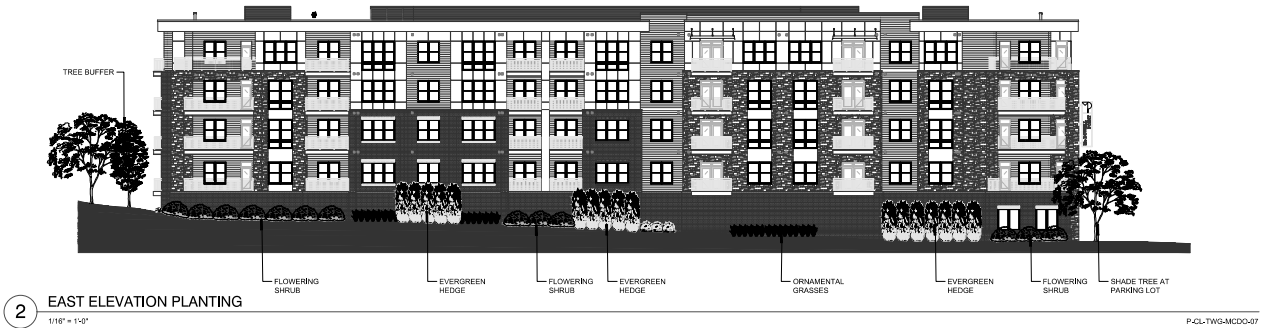 TREE BUFFER
FLOWERING
SHRUB
EVERGREEN
HEDGE
FLOWERING
SHRUB
EVERGREEN
HEDGE
ORNAMENTAL
GRASSES
EVERGREEN
HEDGE
FLOWERING
SHRUB
SHADE TREE AT
PARKING LOT
2
EAST ELEVATION PLANTING
1/16" = 1'-0"
P-CL-TWG-MCDO-07